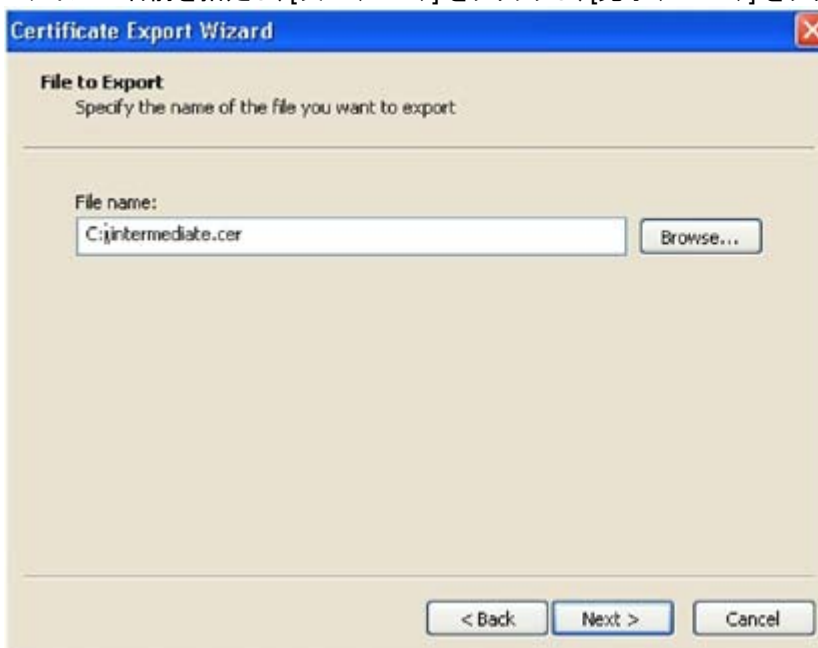 Certificate Export Wizard
File to Export
Specify the name of the file you want to export
File name:
C:\intermediate.cer
Browse...
< Back
Next >
Cancel